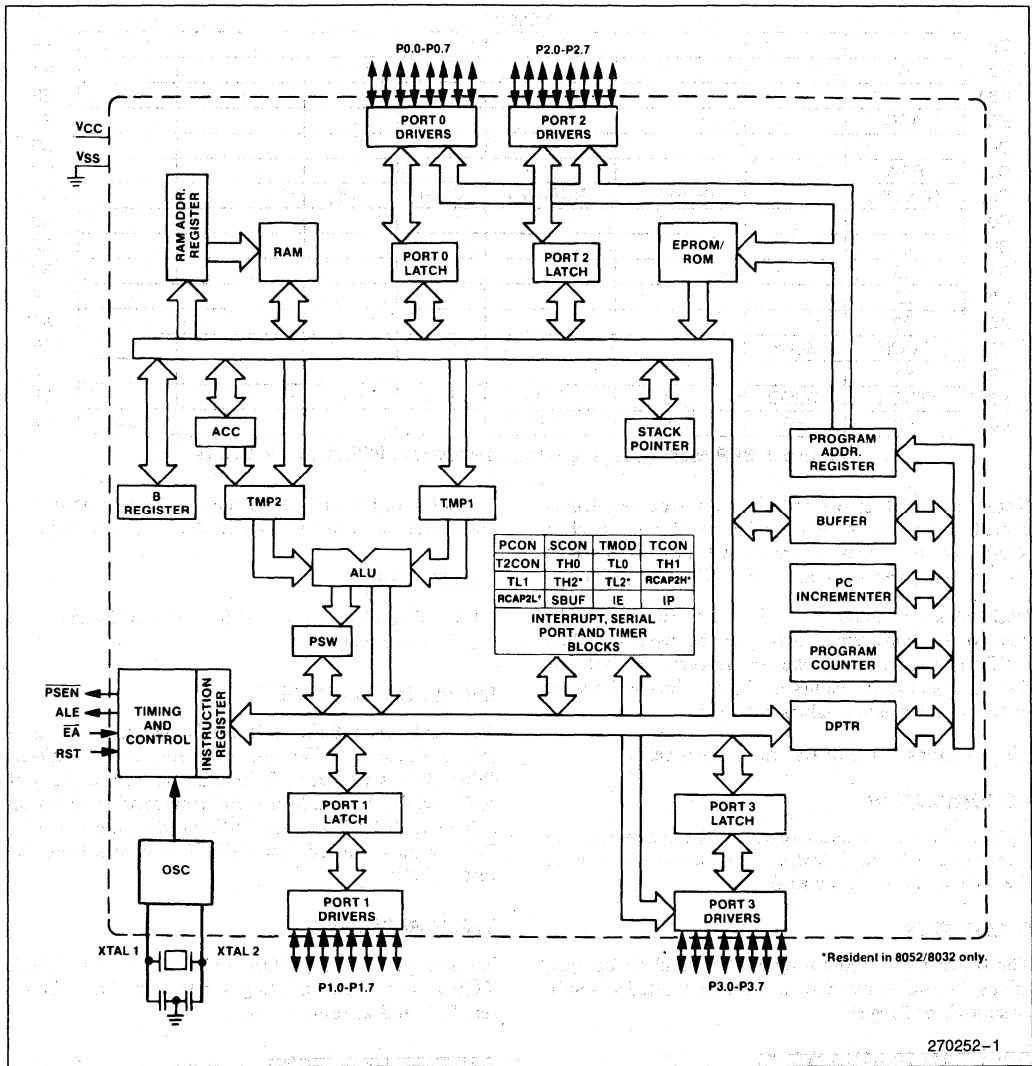 P0.0-P0.7
P2.0-P2.7
VCC
VSS
PORT 0
DRIVERS
PORT 2
DRIVERS
RAM ADDR.
REGISTER
RAM
PORT 0
LATCH
PORT 2
LATCH
EPROM/
ROM
ACC
STACK
POINTER
PROGRAM
ADDR.
REGISTER
B
REGISTER
TMP2
TMP1
BUFFER
ALU
PCON SCON TMOD TCON
T2CON TH0 TL0 TH1
TL1 TH2* TL2* RCAP2H*
RCAP2L* SBUF IE IP
INTERRUPT, SERIAL
PORT AND TIMER
BLOCKS
PC
INCREMENTER
PSW
PROGRAM
COUNTER
PSEN
ALE
EA
RST
TIMING
AND
CONTROL
INSTRUCTION
REGISTER
DPTR
PORT 1
LATCH
PORT 3
LATCH
OSC
PORT 1
DRIVERS
PORT 3
DRIVERS
XTAL 1
XTAL 2
*Resident in 8052/8032 only.
P1.0-P1.7
P3.0-P3.7
270252-1